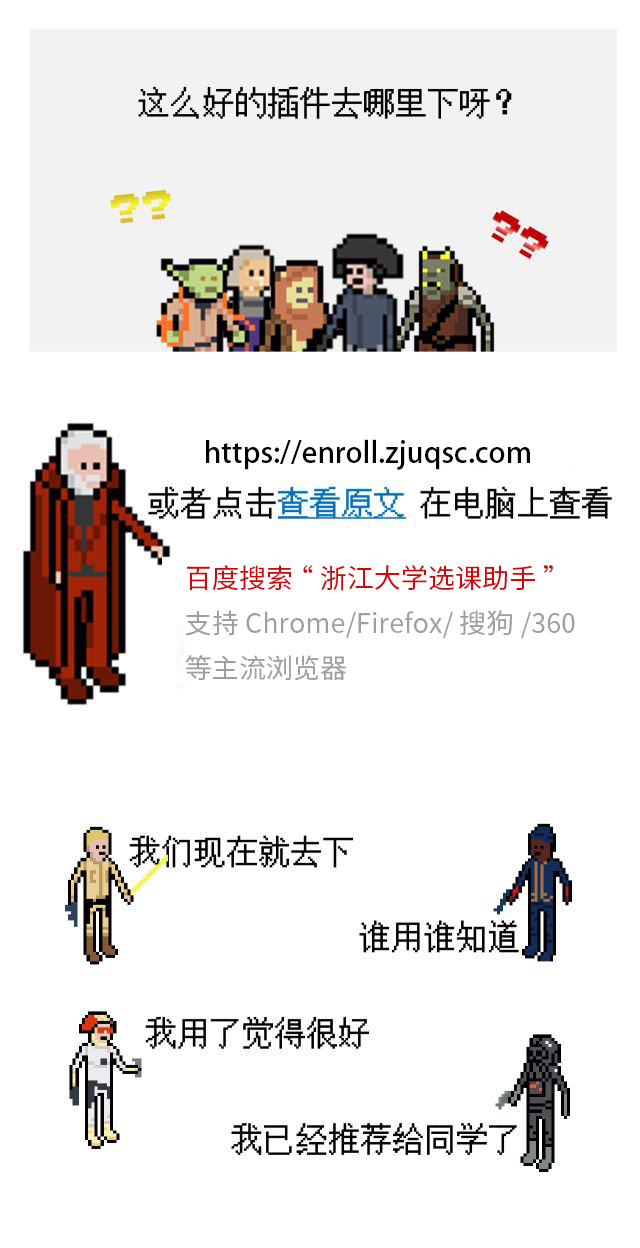 这么好的插件去哪里下呀？
??
??
https://enroll.zjuqsc.com
或者点击查看原文 在电脑上查看
百度搜索“浙江大学选课助手”
支持 Chrome/Firefox/ 搜狗 /360
等主流浏览器
我们现在就去下
谁用谁知道
我用了觉得很好
我已经推荐给同学了